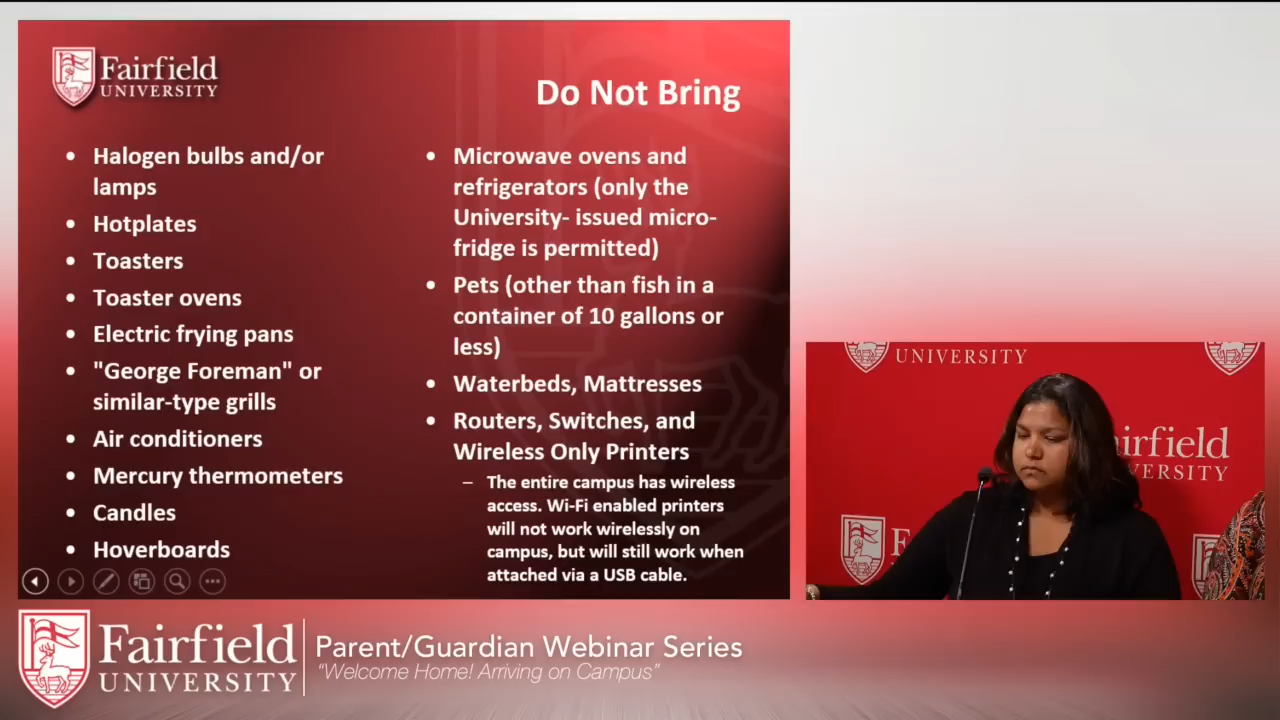 Fairfield
UNIVERSITY
Do Not Bring
• Halogen bulbs and/or
lamps
• Hotplates
• Toasters
• Toaster ovens
• Electric frying pans
• "George Foreman" or
similar-type grills
• Air conditioners
• Mercury thermometers
• Candles
• Hoverboards
• Microwave ovens and
refrigerators (only the
University- issued micro-
fridge is permitted)
• Pets (other than fish in a
container of 10 gallons or
less)
• Waterbeds, Mattresses
• Routers, Switches, and
Wireless Only Printers
– The entire campus has wireless
access. Wi-Fi enabled printers
will not work wirelessly on
campus, but will still work when
attached via a USB cable.
UNIVERSITY
airfield
VERSITY
F
Fairfield
UNIVERSITY
Parent/Guardian Webinar Series
"Welcome Home! Arriving on Campus"